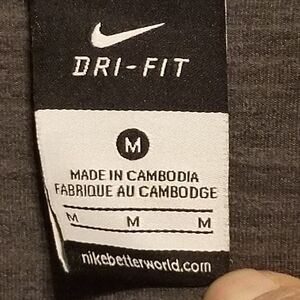 DRI-FIT
M
MADE IN CAMBODIA
FABRIQUE AU CAMBODGE
M M M
nikebetterworld.com